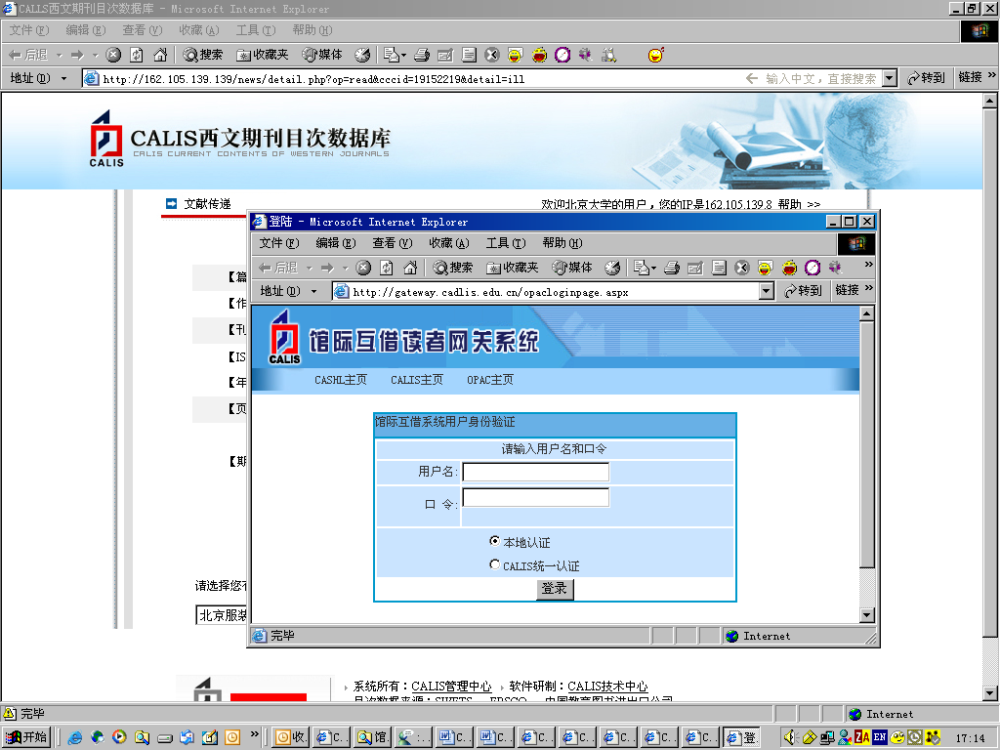 CALIS西文期刊目次数据库 - Microsoft Internet Explorer
文件(F) 编辑(E) 查看(V) 收藏(A) 工具(T) 帮助(H)
后退 搜索 收藏夹 媒体
地址(D) http://162.105.139.139/news/detail.php?op=read&cccid=19152219&detail=ill 输入中文，直接搜索 转到 链接 »
CALIS CALIS西文期刊目次数据库
CALIS CURRENT CONTENTS OF WESTERN JOURNALS
文献传递 欢迎北京大学的用户，您的IP是162.105.139.8 帮助 >>
【篇
【作
【刊
【IS
【年
【页
【期
请选择您
北京服装
登陆 - Microsoft Internet Explorer
文件(F) 编辑(E) 查看(V) 收藏(A) 工具(T) 帮助(H)
后退 搜索 收藏夹 媒体 »
地址(D) http://gateway.cadlis.edu.cn/opacloginpage.aspx 转到 链接 »
CALIS 馆际互借读者网关系统
CASHL主页 CALIS主页 OPAC主页
馆际互借系统用户身份验证
请输入用户名和口令
用户名:
口 令:
本地认证
CALIS统一认证
登录
完毕 Internet
系统所有：CALIS管理中心 软件研制：CALIS技术中心
目次数据来源：SWETS EBSCO 中国教育图书进出口公司
完毕 Internet
开始 » 收. C. 馆 : C. C. C. C. C. C. C. 登 ZA EN 17:14